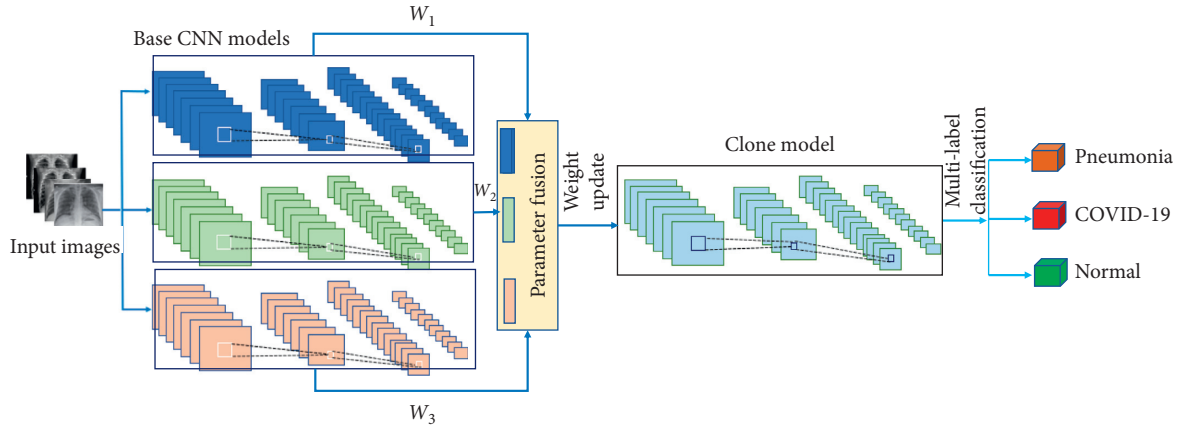 W1
Base CNN models
Input images
W2
W3
Parameter fusion
Weight
update
Clone model
Multi-label
classification
Pneumonia
COVID-19
Normal